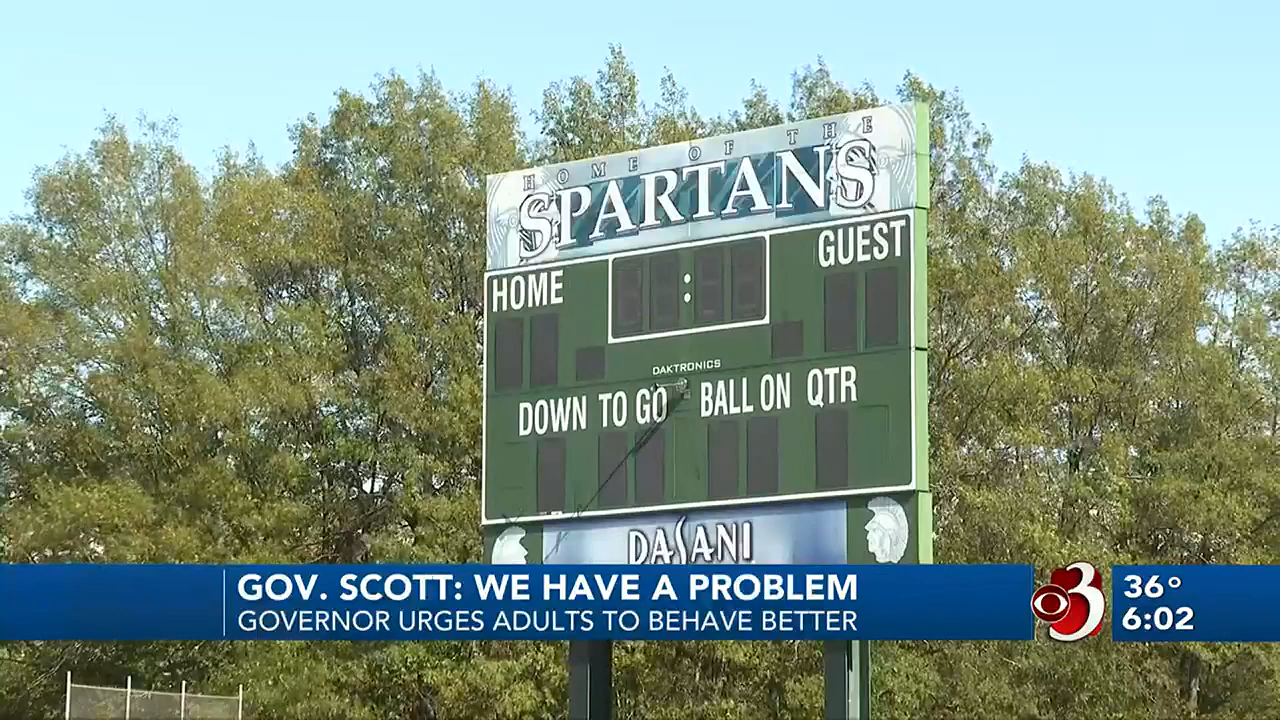 HOME OF THE
SPARTANS
HOME
GUEST
:
DAKTRONICS
DOWN TO GO BALL ON QTR
DASANI
GOV. SCOTT: WE HAVE A PROBLEM
GOVERNOR URGES ADULTS TO BEHAVE BETTER
3
36°
6:02